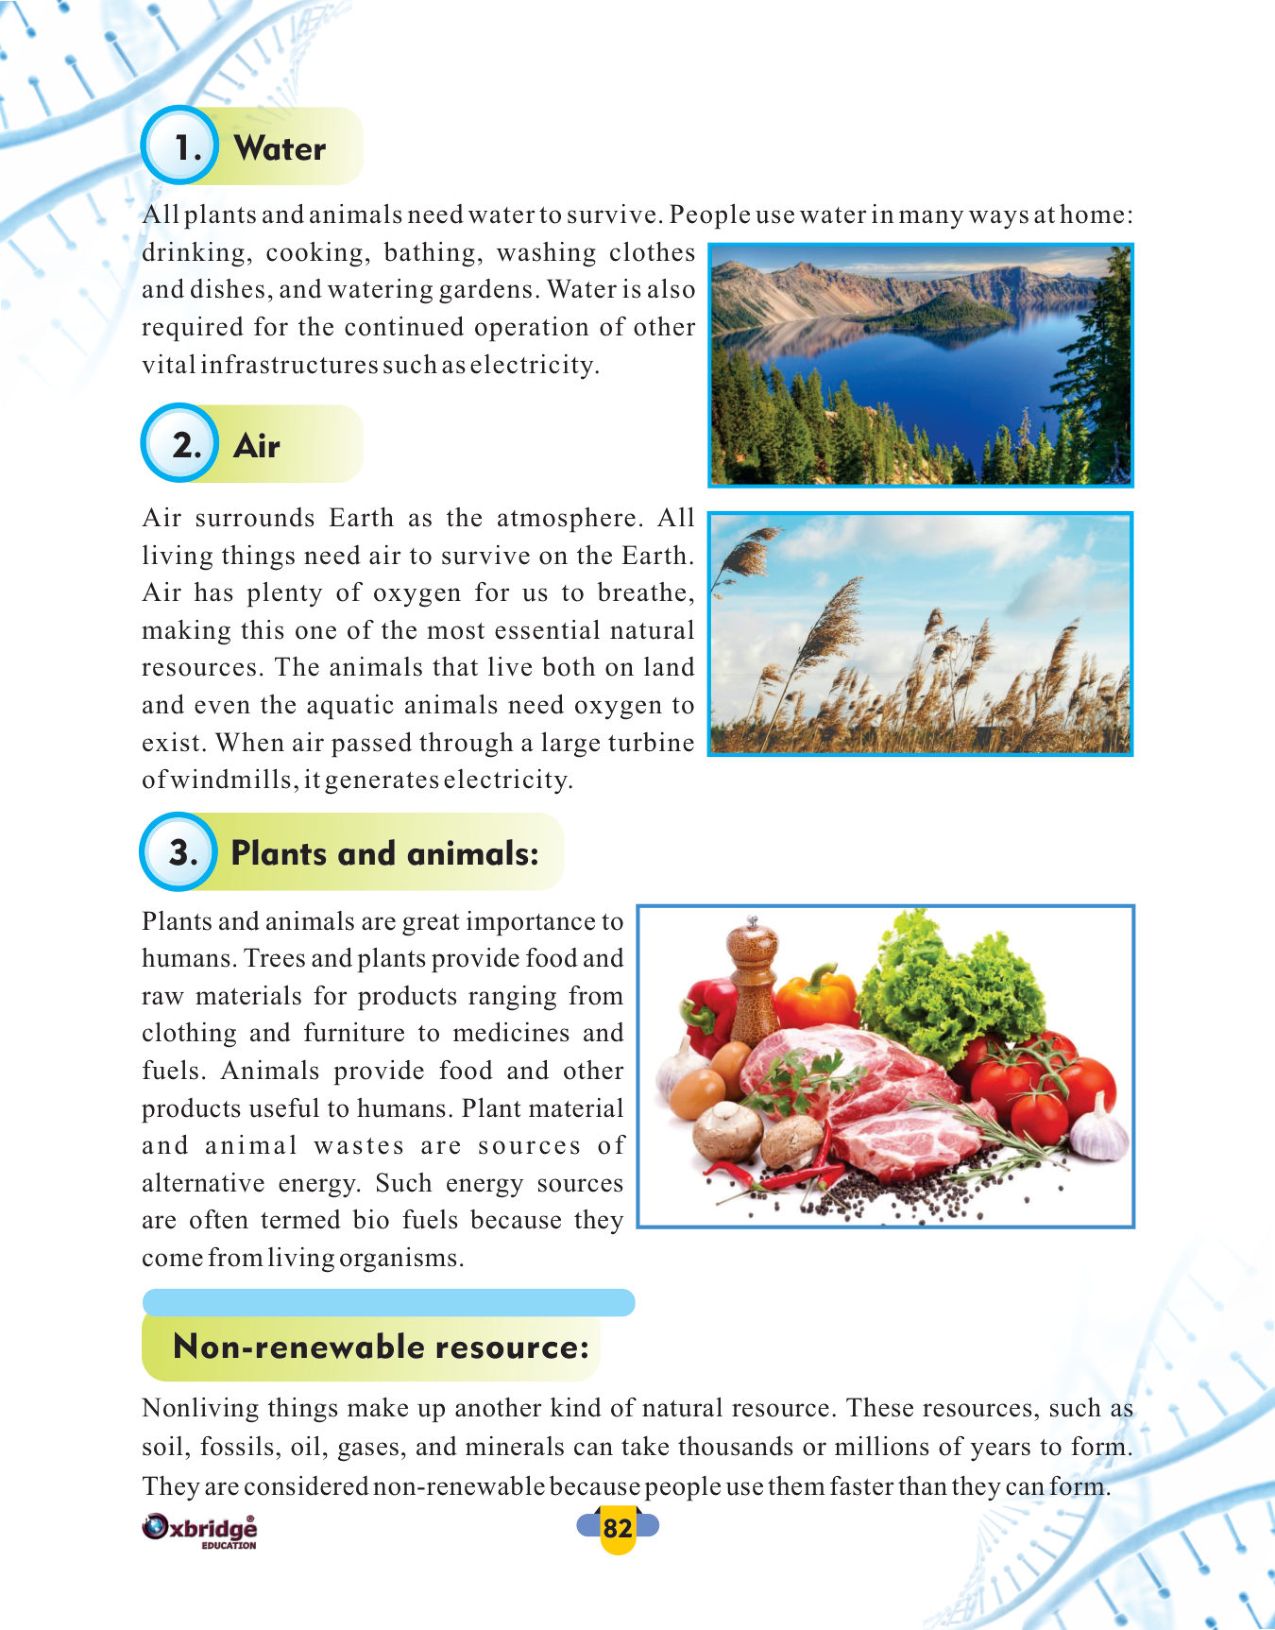 1. Water
All plants and animals need water to survive. People use water in many ways at home:
drinking, cooking, bathing, washing clothes
and dishes, and watering gardens. Water is also
required for the continued operation of other
vital infrastructures such as electricity.
2. Air
Air surrounds Earth as the atmosphere. All
living things need air to survive on the Earth.
Air has plenty of oxygen for us to breathe,
making this one of the most essential natural
resources. The animals that live both on land
and even the aquatic animals need oxygen to
exist. When air passed through a large turbine
of windmills, it generates electricity.
3. Plants and animals:
Plants and animals are great importance to
humans. Trees and plants provide food and
raw materials for products ranging from
clothing and furniture to medicines and
fuels. Animals provide food and other
products useful to humans. Plant material
and animal wastes are sources of
alternative energy. Such energy sources
are often termed bio fuels because they
come from living organisms.
Non-renewable resource:
Nonliving things make up another kind of natural resource. These resources, such as
soil, fossils, oil, gases, and minerals can take thousands or millions of years to form.
They are considered non-renewable because people use them faster than they can form.
Oxbridge®
EDUCATION
82